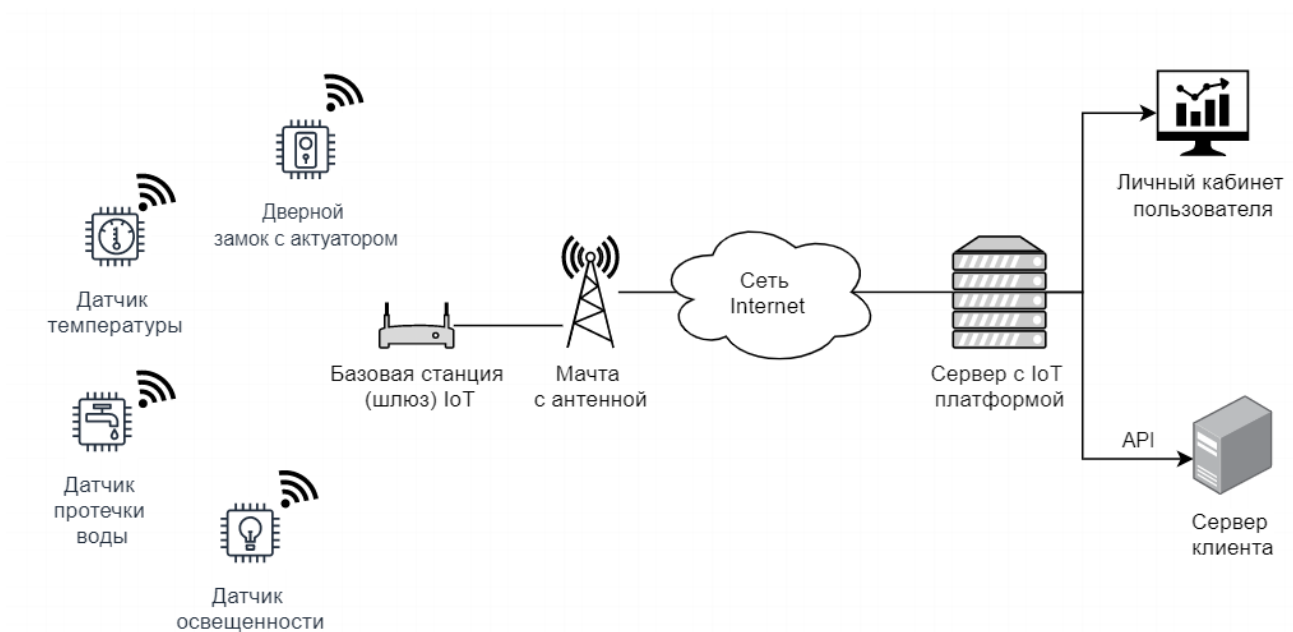 Дверной
замок с актуатором
Датчик
температуры
Датчик
протечки
воды
Датчик
освещенности
Базовая станция
(шлюз) IoT
Мачта
с антенной
Сеть
Internet
Сервер с IoT
платформой
Личный кабинет
пользователя
API
Сервер
клиента